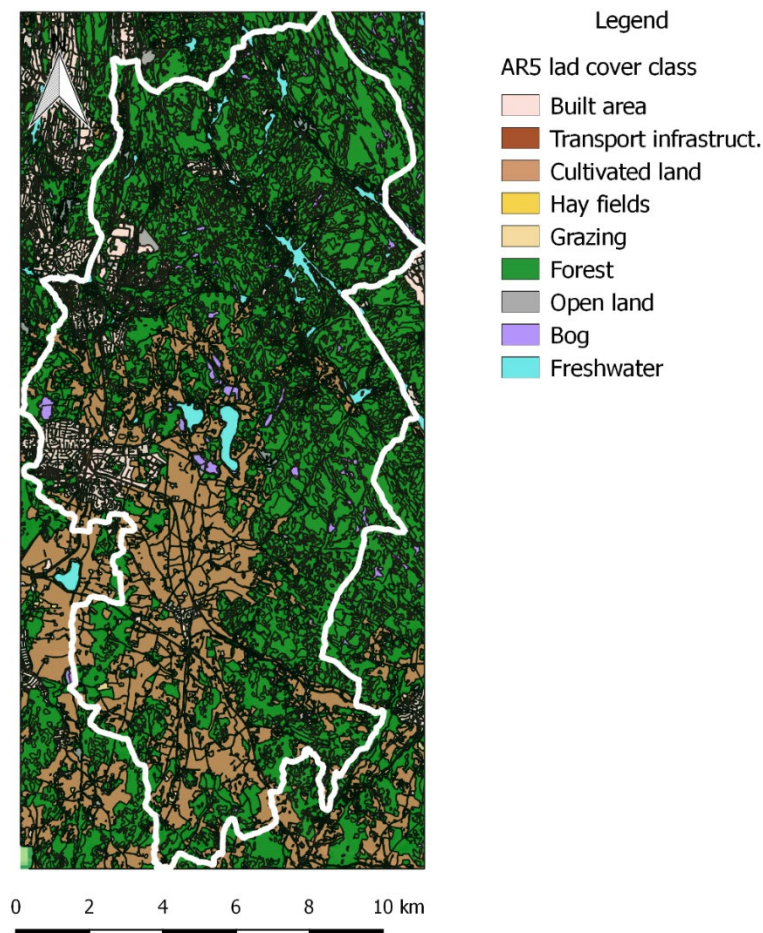 N
Legend
AR5 lad cover class
Built area
Transport infrastruct.
Cultivated land
Hay fields
Grazing
Forest
Open land
Bog
Freshwater
0 2 4 6 8 10 km